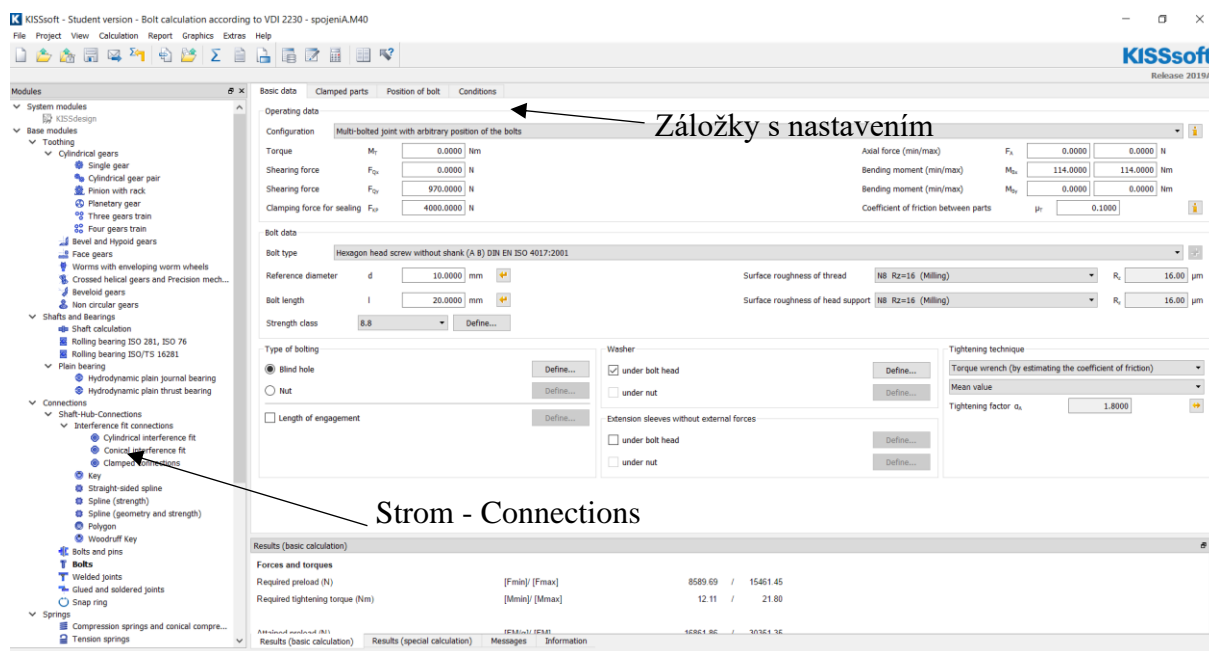 KISSsoft - Student version - Bolt calculation according to VDI 2230 - spojeniA.M40
File Project View Calculation Report Graphics Extras Help
KISSsoft
Release 2019A
Modules
System modules
KISSdesign
Base modules
Toothing
Cylindrical gears
Single gear
Cylindrical gear pair
Pinion with rack
Planetary gear
Three gears train
Four gears train
Bevel and Hypoid gears
Face gears
Worms with enveloping worm wheels
Crossed helical gears and Precision mech...
Beveloid gears
Non circular gears
Shafts and Bearings
Shaft calculation
Rolling bearing ISO 281, ISO 76
Rolling bearing ISO/TS 16281
Plain bearing
Hydrodynamic plain journal bearing
Hydrodynamic plain thrust bearing
Connections
Shaft-Hub-Connections
Interference fit connections
Cylindrical interference fit
Conical interference fit
Clamped connections
Key
Straight-sided spline
Spline (strength)
Spline (geometry and strength)
Polygon
Woodruff Key
Bolts and pins
Bolts
Welded joints
Glued and soldered joints
Snap ring
Springs
Compression springs and conical compre...
Tension springs
Strom - Connections
Basic data Clamped parts Position of bolt Conditions
Záložky s nastavením
Operating data
Configuration Multi-bolted joint with arbitrary position of the bolts
Torque M_T 0.0000 Nm Axial force (min/max) F_A 0.0000 0.0000 N
Shearing force F_Qx 0.0000 N Bending moment (min/max) M_Bx 114.0000 114.0000 Nm
Shearing force F_Qy 970.0000 N Bending moment (min/max) M_By 0.0000 0.0000 Nm
Clamping force for sealing F_KP 4000.0000 N Coefficient of friction between parts μ_T 0.1000
Bolt data
Bolt type Hexagon head screw without shank (A B) DIN EN ISO 4017:2001
Reference diameter d 10.0000 mm Surface roughness of thread N8 Rz=16 (Milling) R_z 16.00 μm
Bolt length l 20.0000 mm Surface roughness of head support N8 Rz=16 (Milling) R_z 16.00 μm
Strength class 8.8 Define...
Type of bolting
Blind hole Define...
Nut Define...
Length of engagement Define...
Washer
under bolt head Define...
under nut Define...
Extension sleeves without external forces
under bolt head Define...
under nut Define...
Tightening technique
Torque wrench (by estimating the coefficient of friction)
Mean value
Tightening factor α_A 1.8000
Results (basic calculation)
Forces and torques
Required preload (N) [Fmin]/ [Fmax] 8589.69 / 15461.45
Required tightening torque (Nm) [Mmin]/ [Mmax] 12.11 / 21.80
Results (basic calculation) Results (special calculation) Messages Information